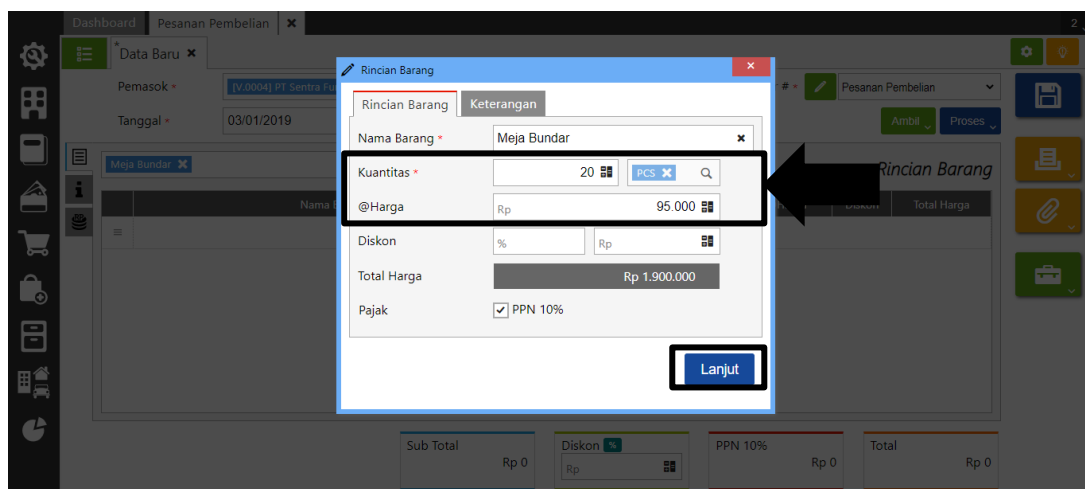 Dashboard Pesanan Pembelian
2
*Data Baru
Pemasok *
[V.0004] PT Sentra Fu
# *
Pesanan Pembelian
Tanggal *
03/01/2019
Ambil Proses
Meja Bundar
Rincian Barang
Nama
Diskon Total Harga
Rincian Barang
Rincian Barang Keterangan
Nama Barang * Meja Bundar
Kuantitas * 20 PCS
@Harga Rp 95.000
Diskon % Rp
Total Harga Rp 1.900.000
Pajak PPN 10%
Lanjut
Sub Total
Rp 0
Diskon %
Rp
PPN 10%
Rp 0
Total
Rp 0